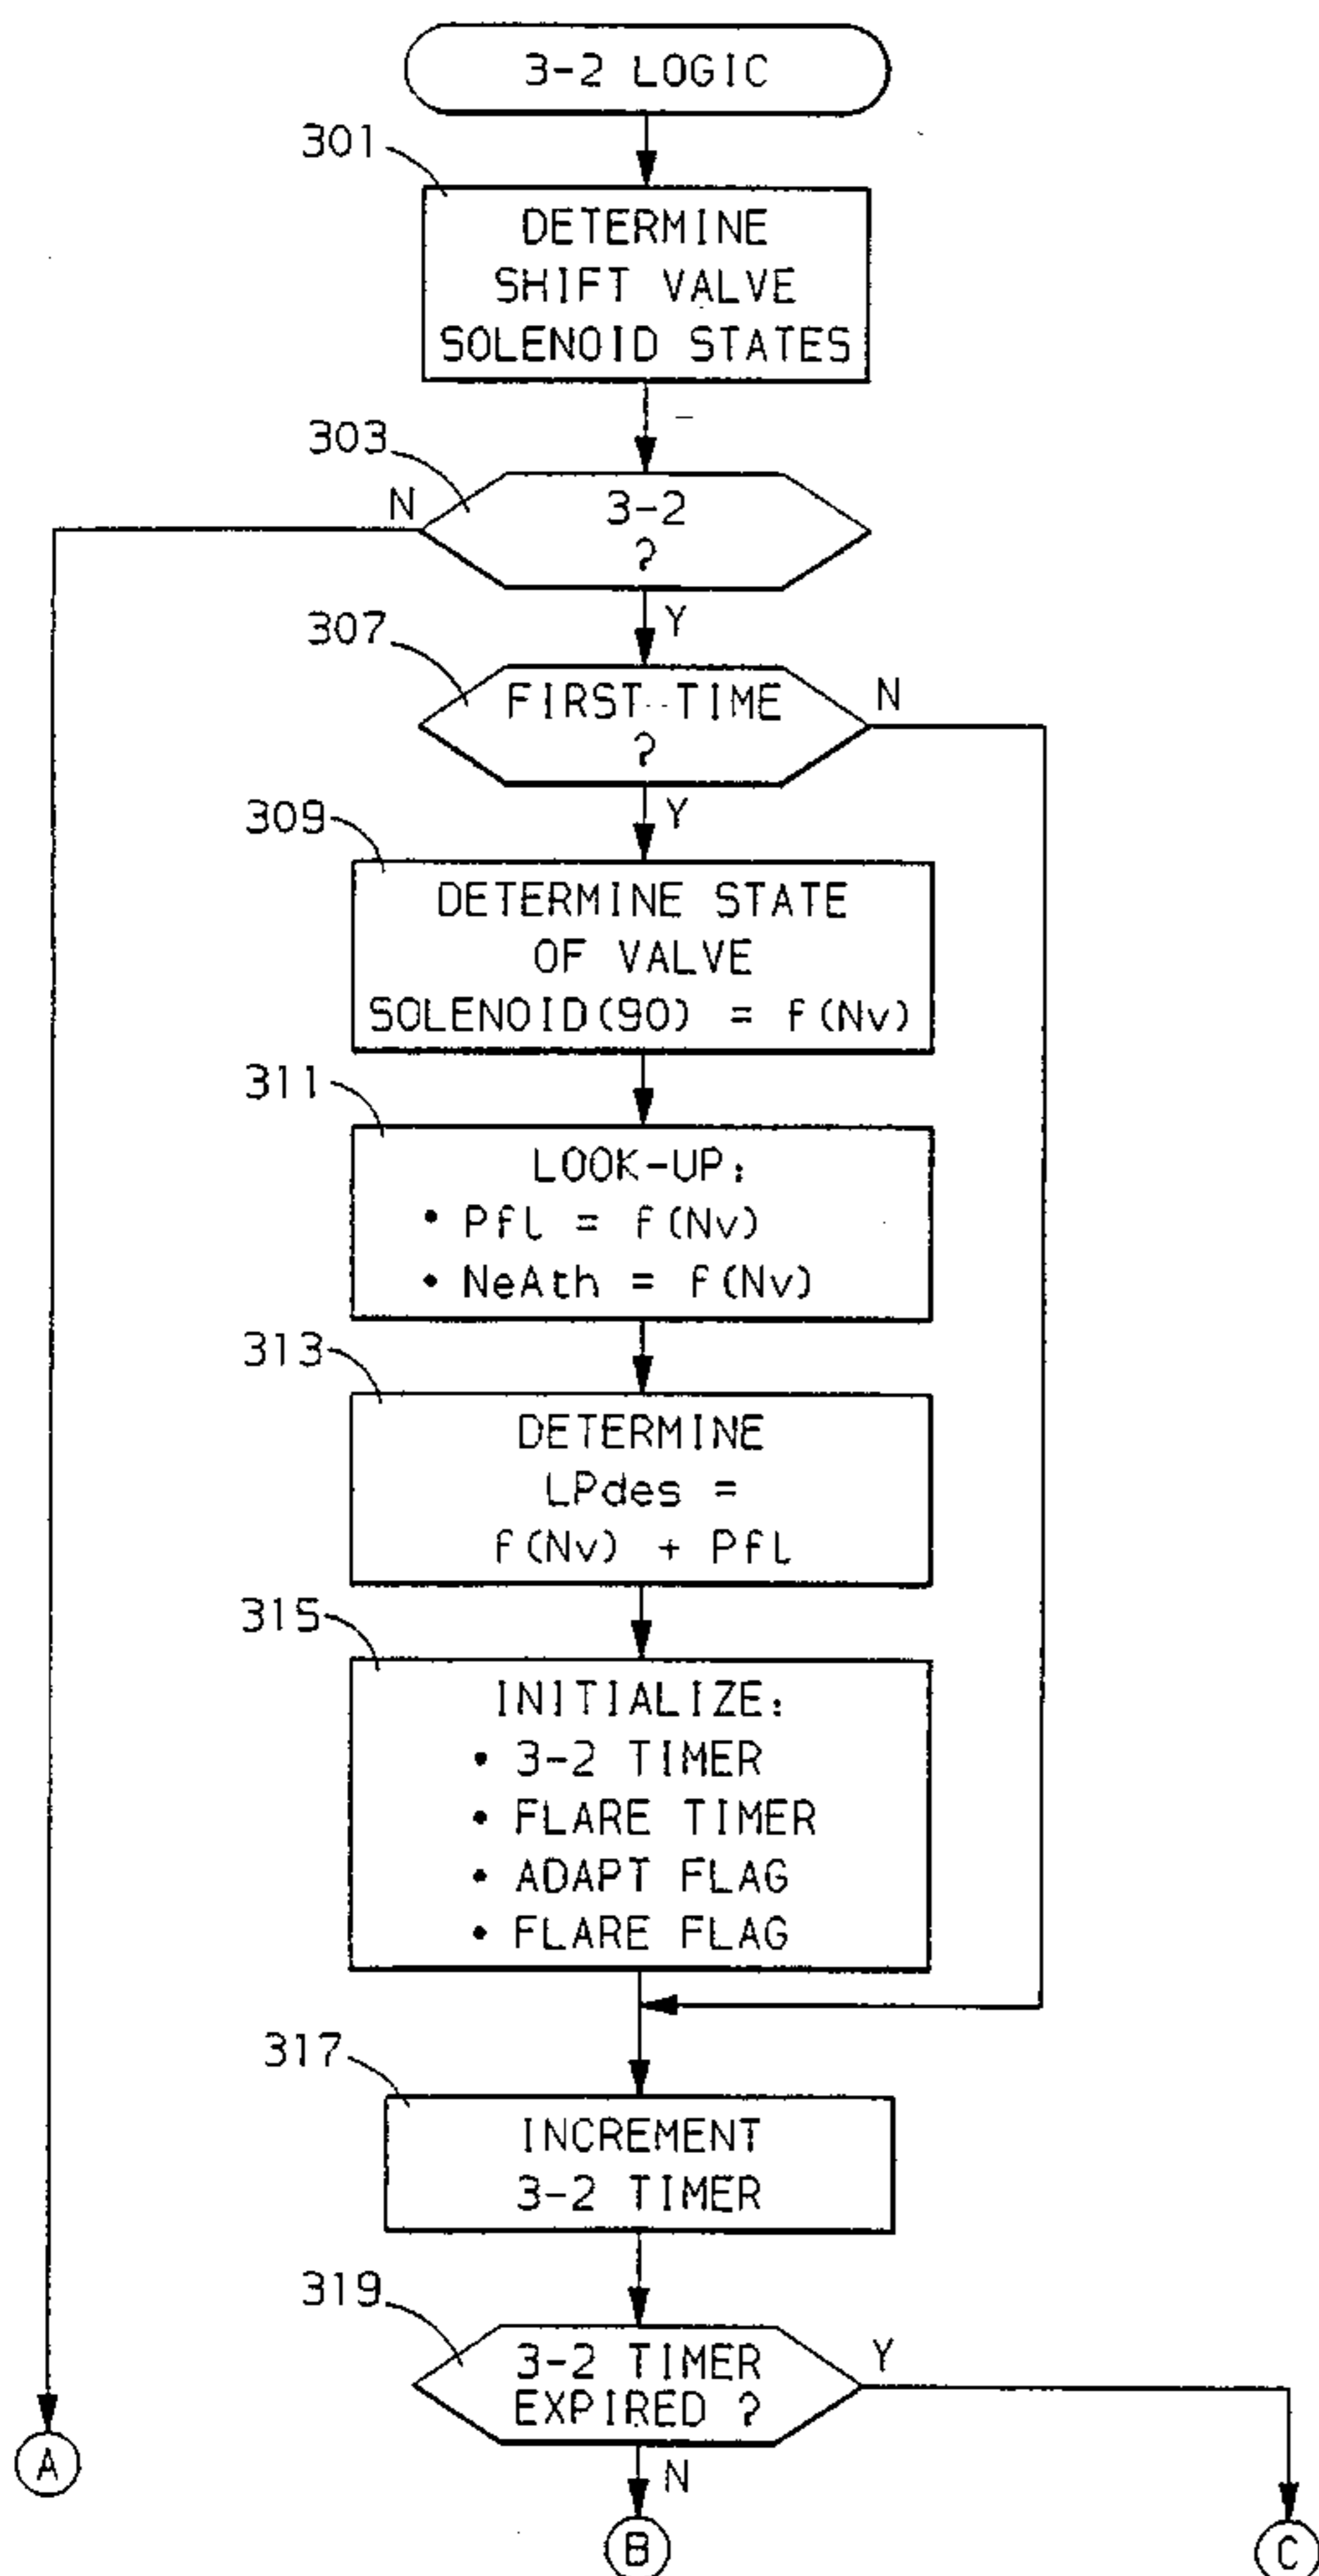 3-2 LOGIC
301
DETERMINE
SHIFT VALVE
SOLENOID STATES
303
N
3-2
?
Y
307
FIRST TIME
?
N
Y
309
DETERMINE STATE
OF VALVE
SOLENOID(90) = f(Nv)
311
LOOK-UP:
• Pfl = f(Nv)
• NeAth = f(Nv)
313
DETERMINE
LPdes =
f(Nv) + Pfl
315
INITIALIZE:
• 3-2 TIMER
• FLARE TIMER
• ADAPT FLAG
• FLARE FLAG
317
INCREMENT
3-2 TIMER
319
3-2 TIMER
EXPIRED ?
Y
N
A
B
C